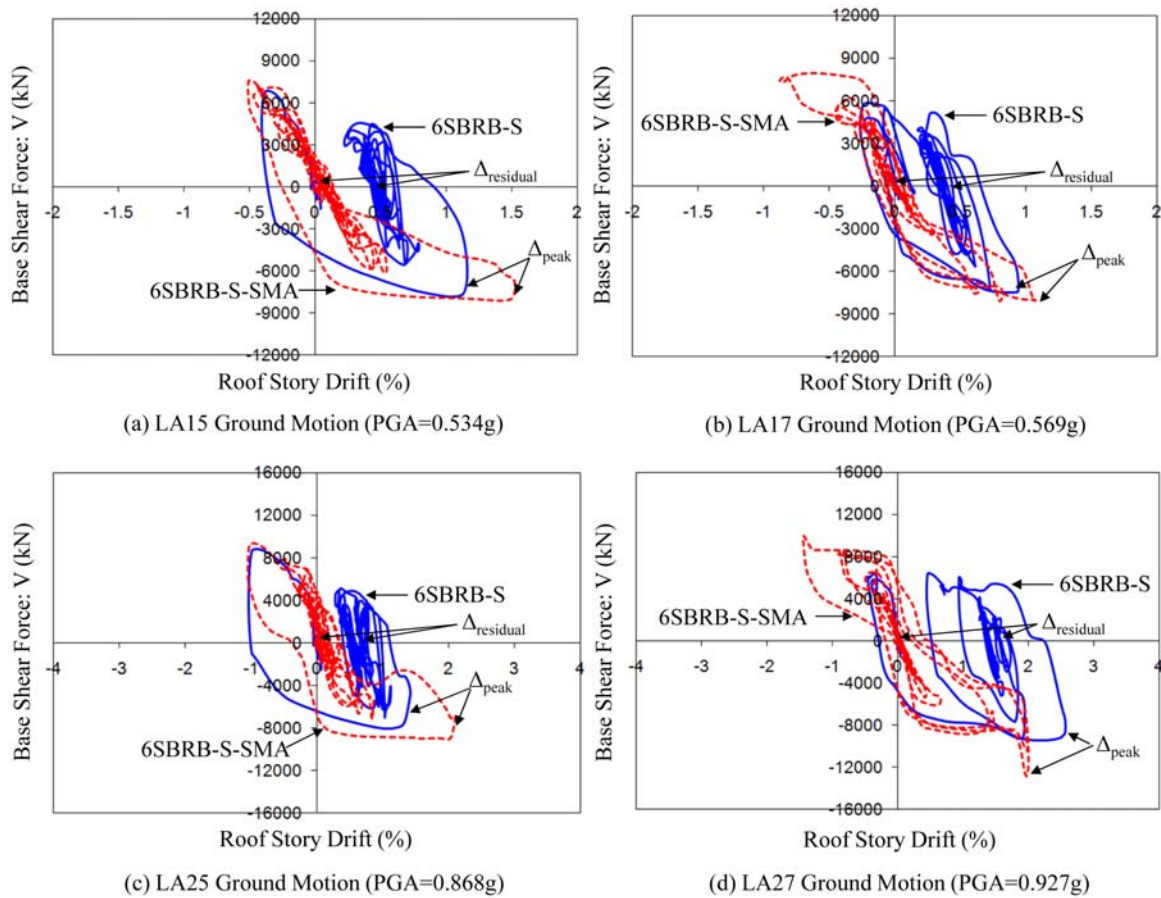 12000
9000
6000
3000
0
-3000
-6000
-9000
-12000
-2
-1.5
-1
-0.5
0
0.5
1
1.5
2
Base Shear Force: V (kN)
Roof Story Drift (%)
6SBRB-S
Δresidual
Δpeak
6SBRB-S-SMA
(a) LA15 Ground Motion (PGA=0.534g)
12000
9000
6000
3000
0
-3000
-6000
-9000
-12000
-2
-1.5
-1
-0.5
0
0.5
1
1.5
2
Base Shear Force: V (kN)
Roof Story Drift (%)
6SBRB-S
6SBRB-S-SMA
Δresidual
Δpeak
(b) LA17 Ground Motion (PGA=0.569g)
16000
12000
8000
4000
0
-4000
-8000
-12000
-16000
-4
-3
-2
-1
0
1
2
3
4
Base Shear Force: V (kN)
Roof Story Drift (%)
6SBRB-S
Δresidual
Δpeak
6SBRB-S-SMA
(c) LA25 Ground Motion (PGA=0.868g)
16000
12000
8000
4000
0
-4000
-8000
-12000
-16000
-4
-3
-2
-1
0
1
2
3
4
Base Shear Force: V (kN)
Roof Story Drift (%)
6SBRB-S
6SBRB-S-SMA
Δresidual
Δpeak
(d) LA27 Ground Motion (PGA=0.927g)